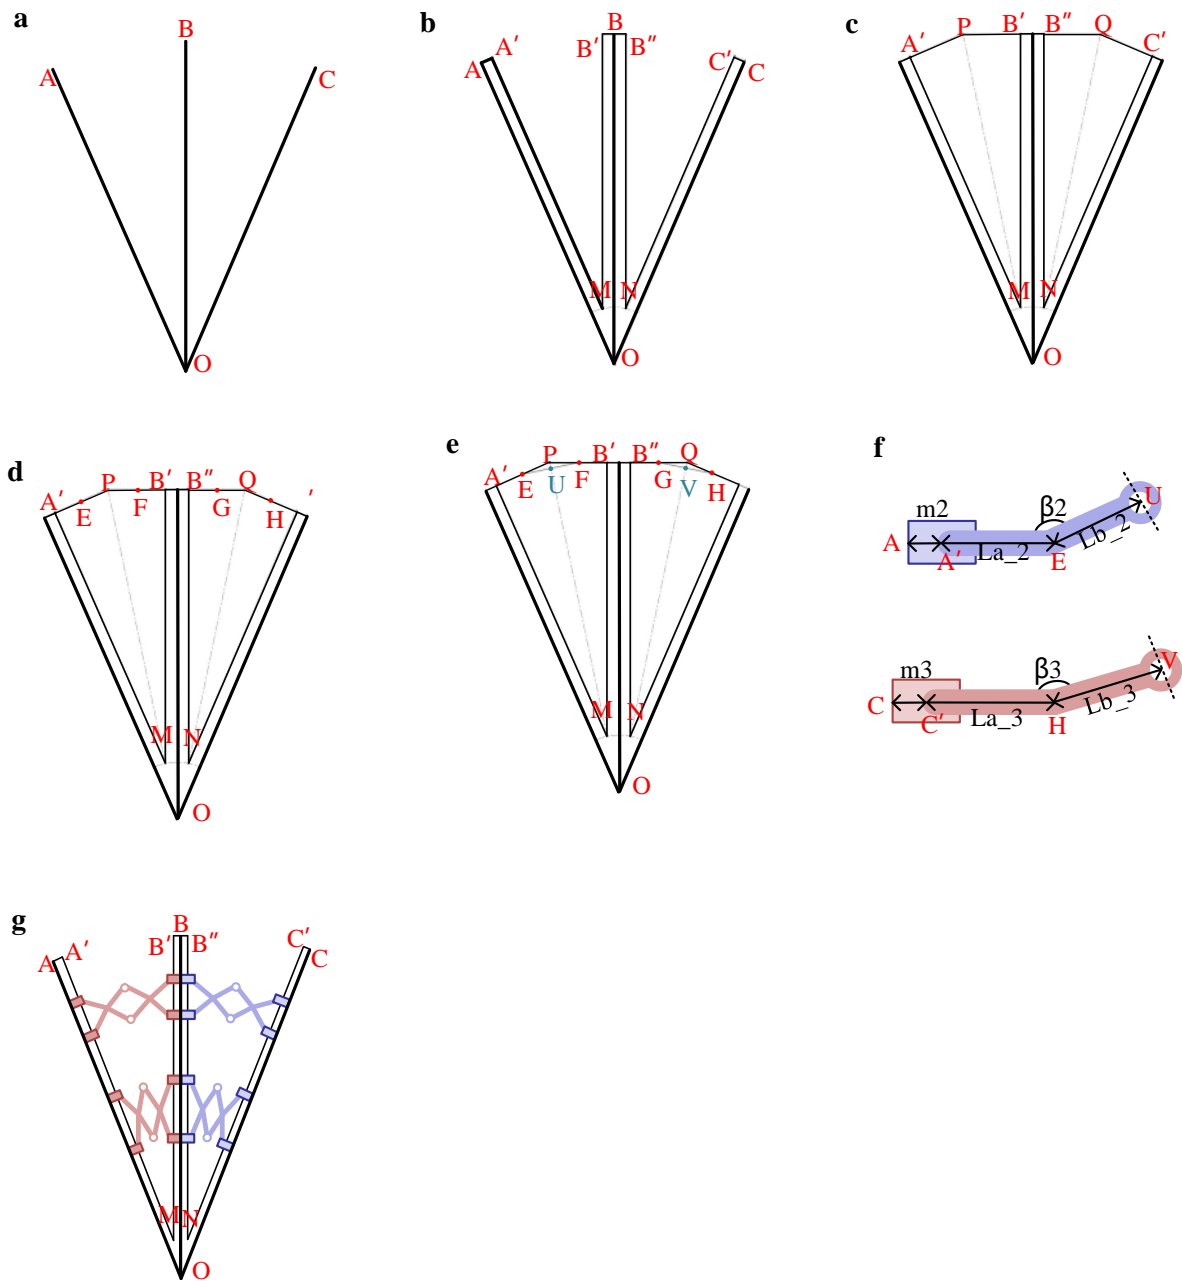 a
A
B
C
O
b
B
A A′ B′ B″ C′ C
M N
O
c
A′ P B′ B″ Q C′
M N
O
d
A′ P B′ B″ Q ′
E F G H
M N
O
e
A′ P B′ B″ Q
E U F G V H
M N
O
f
m2 β2 U
A A′ La_2 E Lb_2
m3 β3 V
C C′ La_3 H Lb_3
g
B
A A′ B′ B″ C′ C
M N
O